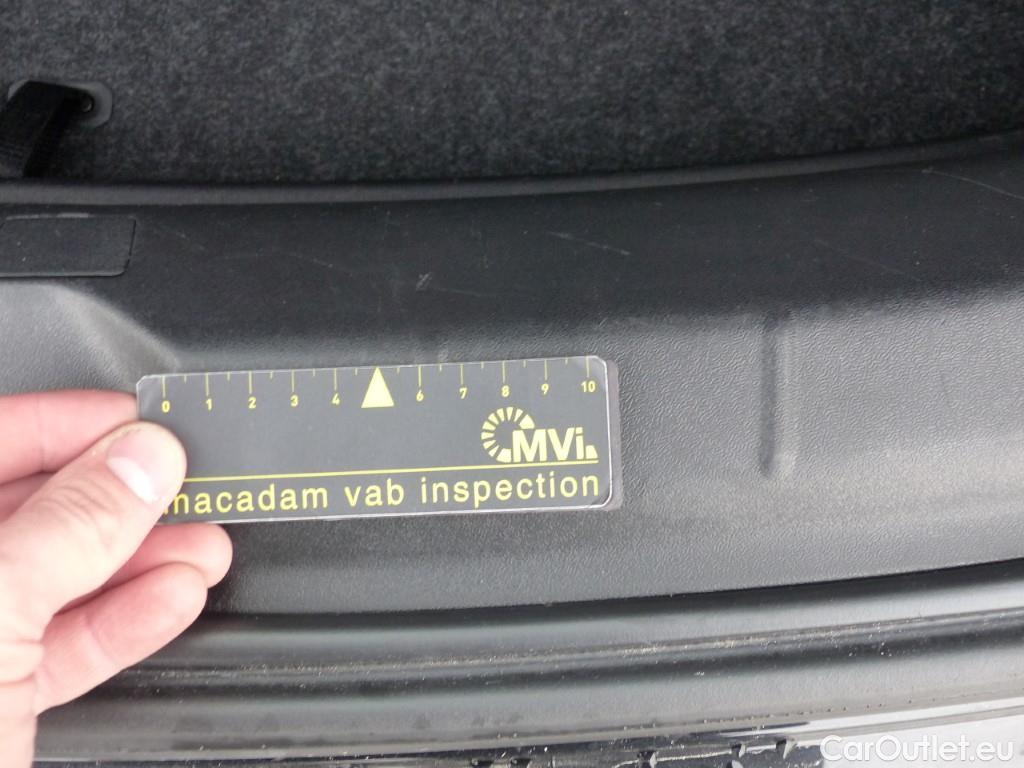 0 1 2 3 4 6 7 8 9 10
MVi
macadam vab inspection
CarOutlet.eu